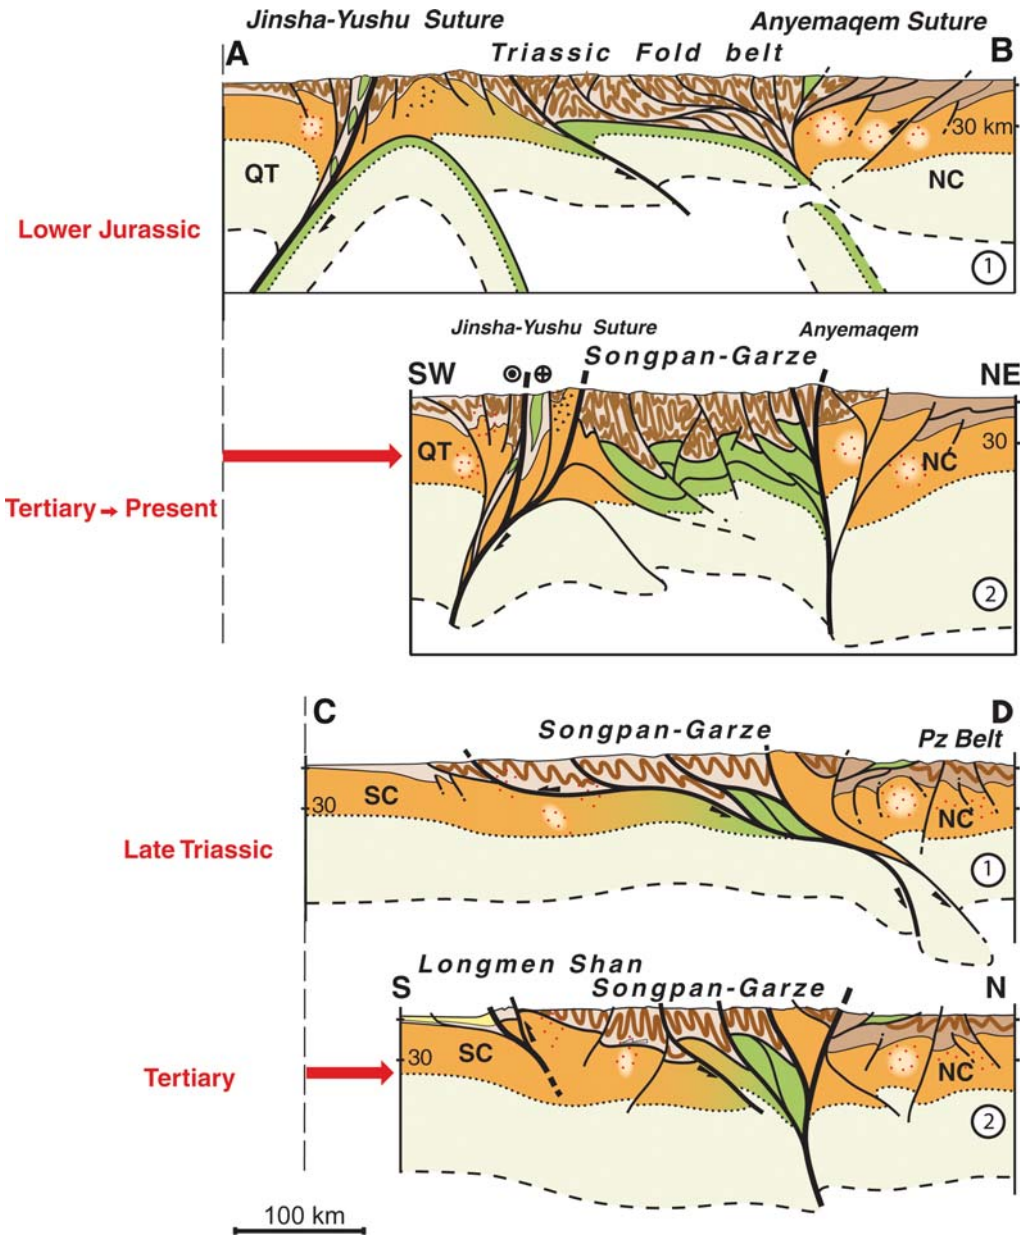 Jinsha-Yushu Suture
Anyemaqem Suture
A
Triassic Fold belt
B
30 km
QT
NC
Lower Jurassic
1
Jinsha-Yushu Suture
Anyemaqem
Songpan-Garze
SW
NE
QT
30
NC
Tertiary → Present
2
C
D
Songpan-Garze
Pz Belt
SC
30
NC
Late Triassic
1
Longmen Shan
S
Songpan-Garze
N
30
SC
NC
Tertiary
2
100 km